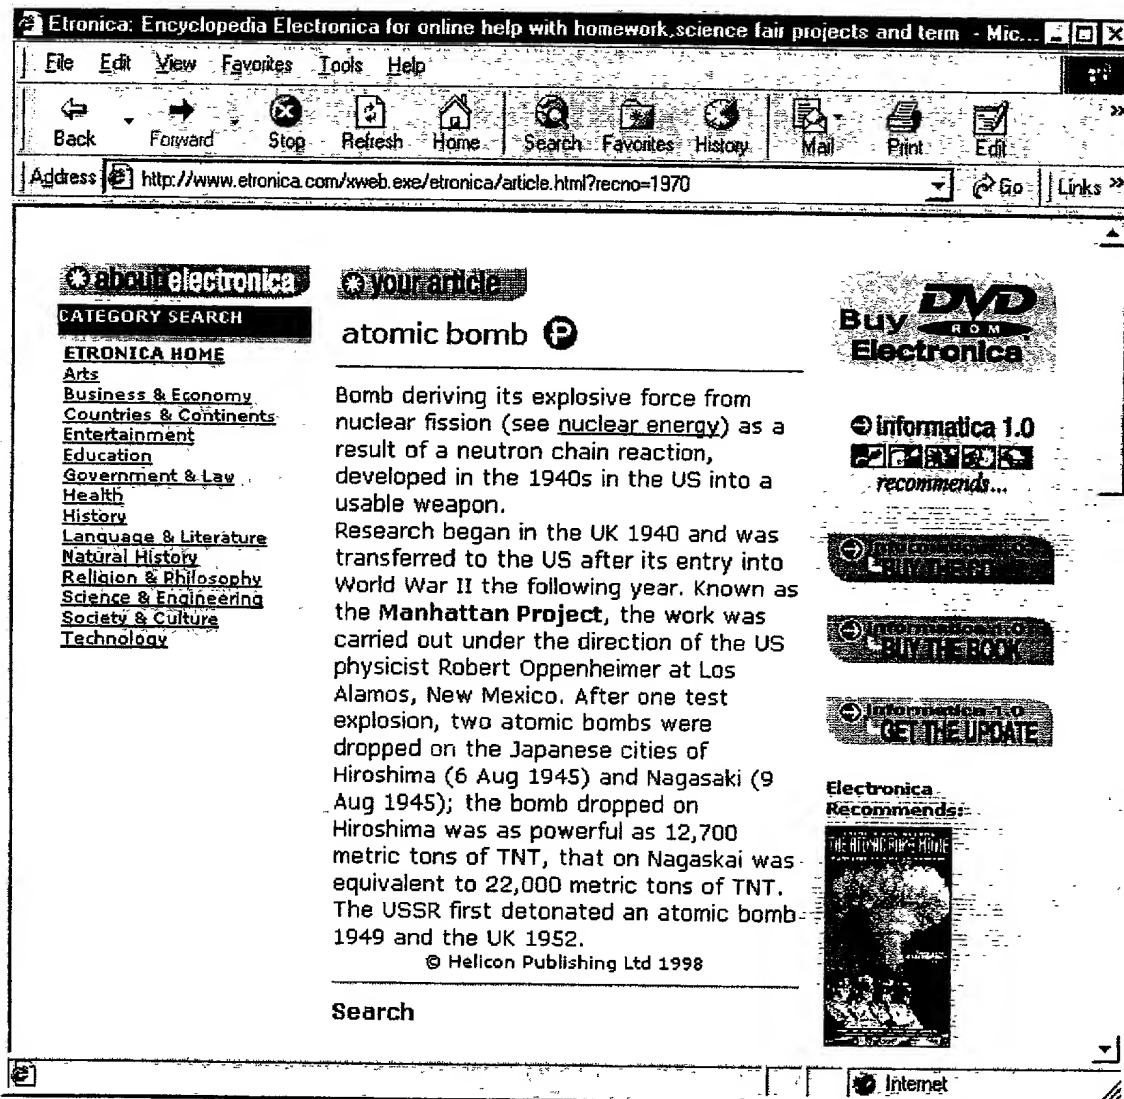 Etronica: Encyclopedia Electronica for online help with homework,science fair projects and term - Mic...
File Edit View Favorites Tools Help
Back Forward Stop Refresh Home Search Favorites History Mail Print Edit
Address http://www.etronica.com/xweb.exe/etronica/article.html?recno=1970 Go Links
about electronica
CATEGORY SEARCH
ETRONICA HOME
Arts
Business & Economy
Countries & Continents
Entertainment
Education
Government & Law
Health
History
Language & Literature
Natural History
Religion & Philosophy
Science & Engineering
Society & Culture
Technology
your article
atomic bomb P
Bomb deriving its explosive force from
nuclear fission (see nuclear energy) as a
result of a neutron chain reaction,
developed in the 1940s in the US into a
usable weapon.
Research began in the UK 1940 and was
transferred to the US after its entry into
World War II the following year. Known as
the Manhattan Project, the work was
carried out under the direction of the US
physicist Robert Oppenheimer at Los
Alamos, New Mexico. After one test
explosion, two atomic bombs were
dropped on the Japanese cities of
Hiroshima (6 Aug 1945) and Nagasaki (9
Aug 1945); the bomb dropped on
Hiroshima was as powerful as 12,700
metric tons of TNT, that on Nagaskai was
equivalent to 22,000 metric tons of TNT.
The USSR first detonated an atomic bomb
1949 and the UK 1952.
© Helicon Publishing Ltd 1998
Search
Buy DVD
ROM
Electronica
informatica 1.0
recommends...
Informatica 1.0
BUY THE
Informatica 1.0
BUY THE BOOK
Informatica 1.0
GET THE UPDATE
Electronica
Recommends:
Internet